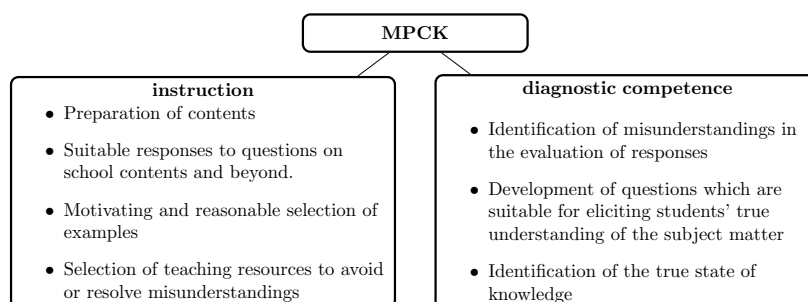 MPCK
instruction
• Preparation of contents
• Suitable responses to questions on
school contents and beyond.
• Motivating and reasonable selection of
examples
• Selection of teaching resources to avoid
or resolve misunderstandings
diagnostic competence
• Identification of misunderstandings in
the evaluation of responses
• Development of questions which are
suitable for eliciting students’ true
understanding of the subject matter
• Identification of the true state of
knowledge